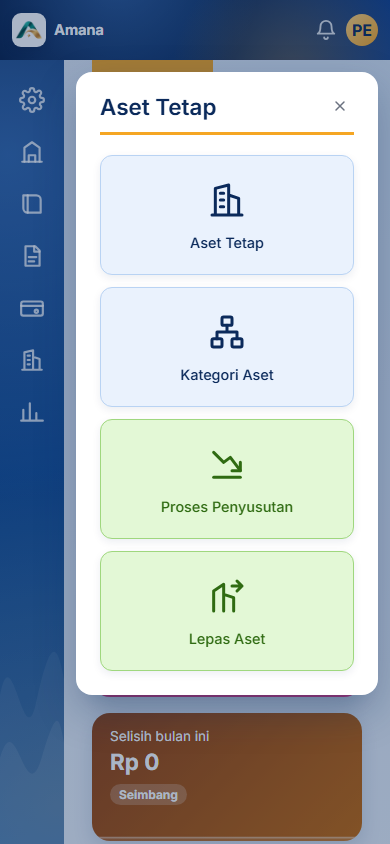 Amana
PE
Aset Tetap
Aset Tetap
Kategori Aset
Proses Penyusutan
Lepas Aset
Selisih bulan ini
Rp 0
Seimbang